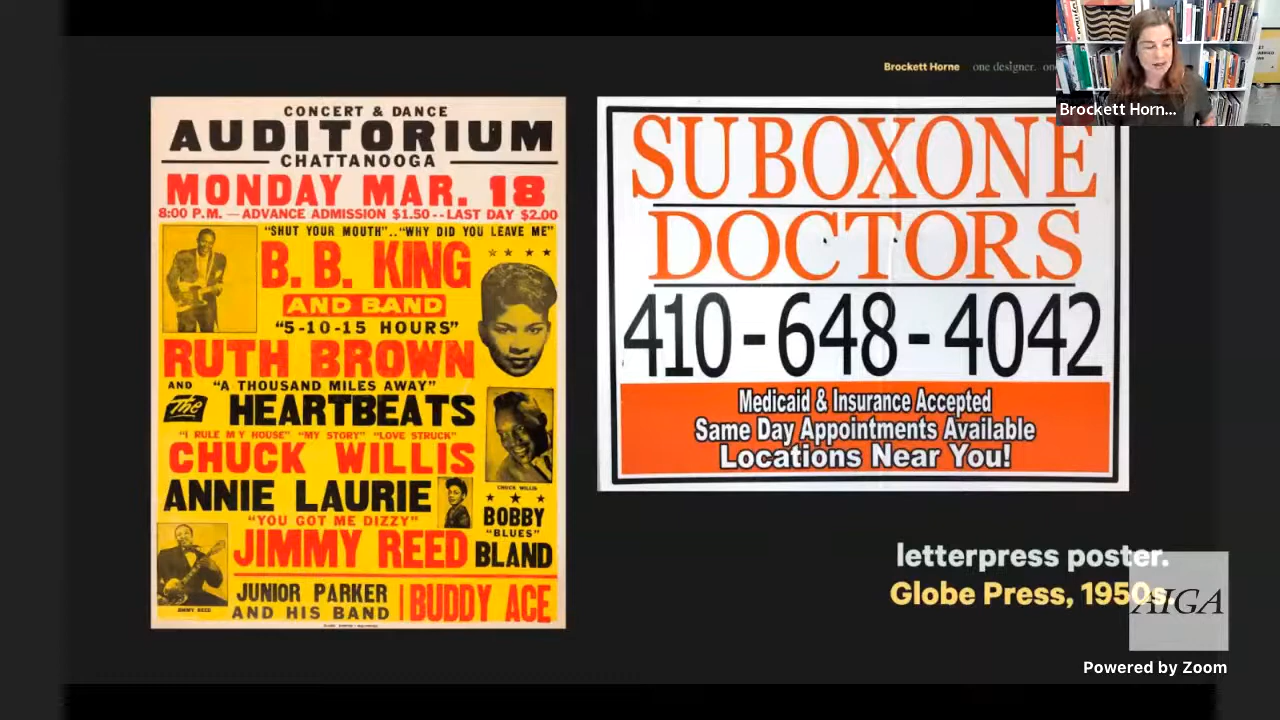 Brockett Horne one designer.
Brockett Horn...
CONCERT & DANCE
AUDITORIUM
CHATTANOOGA
MONDAY MAR. 18
8:00 P.M. — ADVANCE ADMISSION $1.50 -- LAST DAY $2.00
"SHUT YOUR MOUTH".."WHY DID YOU LEAVE ME"
B. B. KING
AND BAND
"5-10-15 HOURS"
RUTH BROWN
AND "A THOUSAND MILES AWAY"
The HEARTBEATS
"I RULE MY HOUSE" "MY STORY" "LOVE STRUCK"
CHUCK WILLIS
CHUCK WILLIS
ANNIE LAURIE
"YOU GOT ME DIZZY"
JIMMY REED
BOBBY
"BLUES"
BLAND
JIMMY REED
JUNIOR PARKER
AND HIS BAND
BUDDY ACE
SUBOXONE
DOCTORS
410-648-4042
Medicaid & Insurance Accepted
Same Day Appointments Available
Locations Near You!
letterpress poster.
Globe Press, 1950s.
AIGA
Powered by Zoom